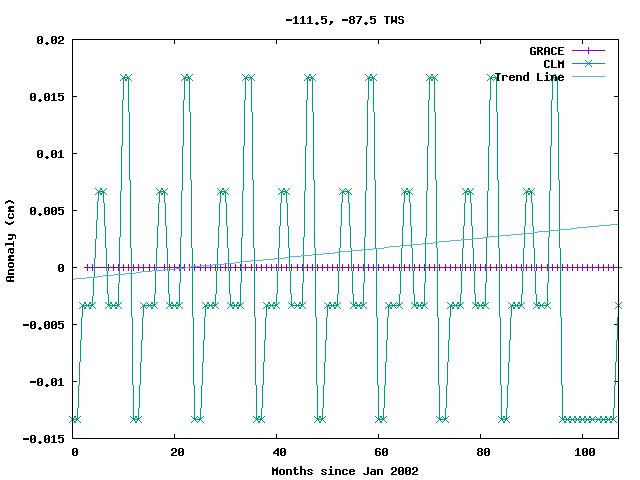 -111.5, -87.5 TWS
GRACE
CLM
Trend Line
0.02
0.015
0.01
0.005
0
-0.005
-0.01
-0.015
Anomaly (cm)
0 20 40 60 80 100
Months since Jan 2002